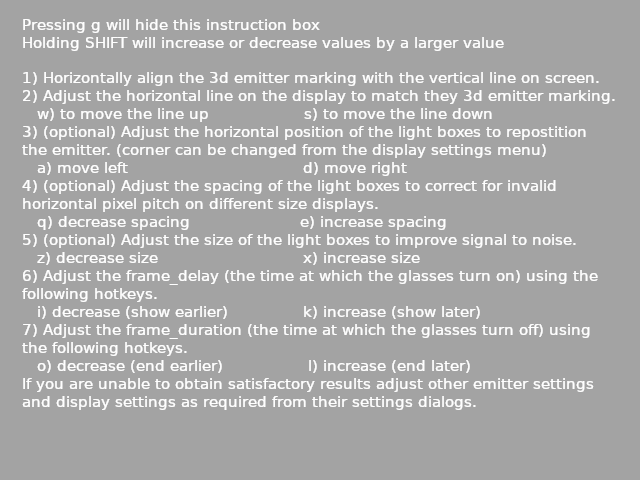 Pressing g will hide this instruction box
Holding SHIFT will increase or decrease values by a larger value
1) Horizontally align the 3d emitter marking with the vertical line on screen.
2) Adjust the horizontal line on the display to match they 3d emitter marking.
w) to move the line up s) to move the line down
3) (optional) Adjust the horizontal position of the light boxes to repostition
the emitter. (corner can be changed from the display settings menu)
a) move left d) move right
4) (optional) Adjust the spacing of the light boxes to correct for invalid
horizontal pixel pitch on different size displays.
q) decrease spacing e) increase spacing
5) (optional) Adjust the size of the light boxes to improve signal to noise.
z) decrease size x) increase size
6) Adjust the frame_delay (the time at which the glasses turn on) using the
following hotkeys.
i) decrease (show earlier) k) increase (show later)
7) Adjust the frame_duration (the time at which the glasses turn off) using
the following hotkeys.
o) decrease (end earlier) l) increase (end later)
If you are unable to obtain satisfactory results adjust other emitter settings
and display settings as required from their settings dialogs.